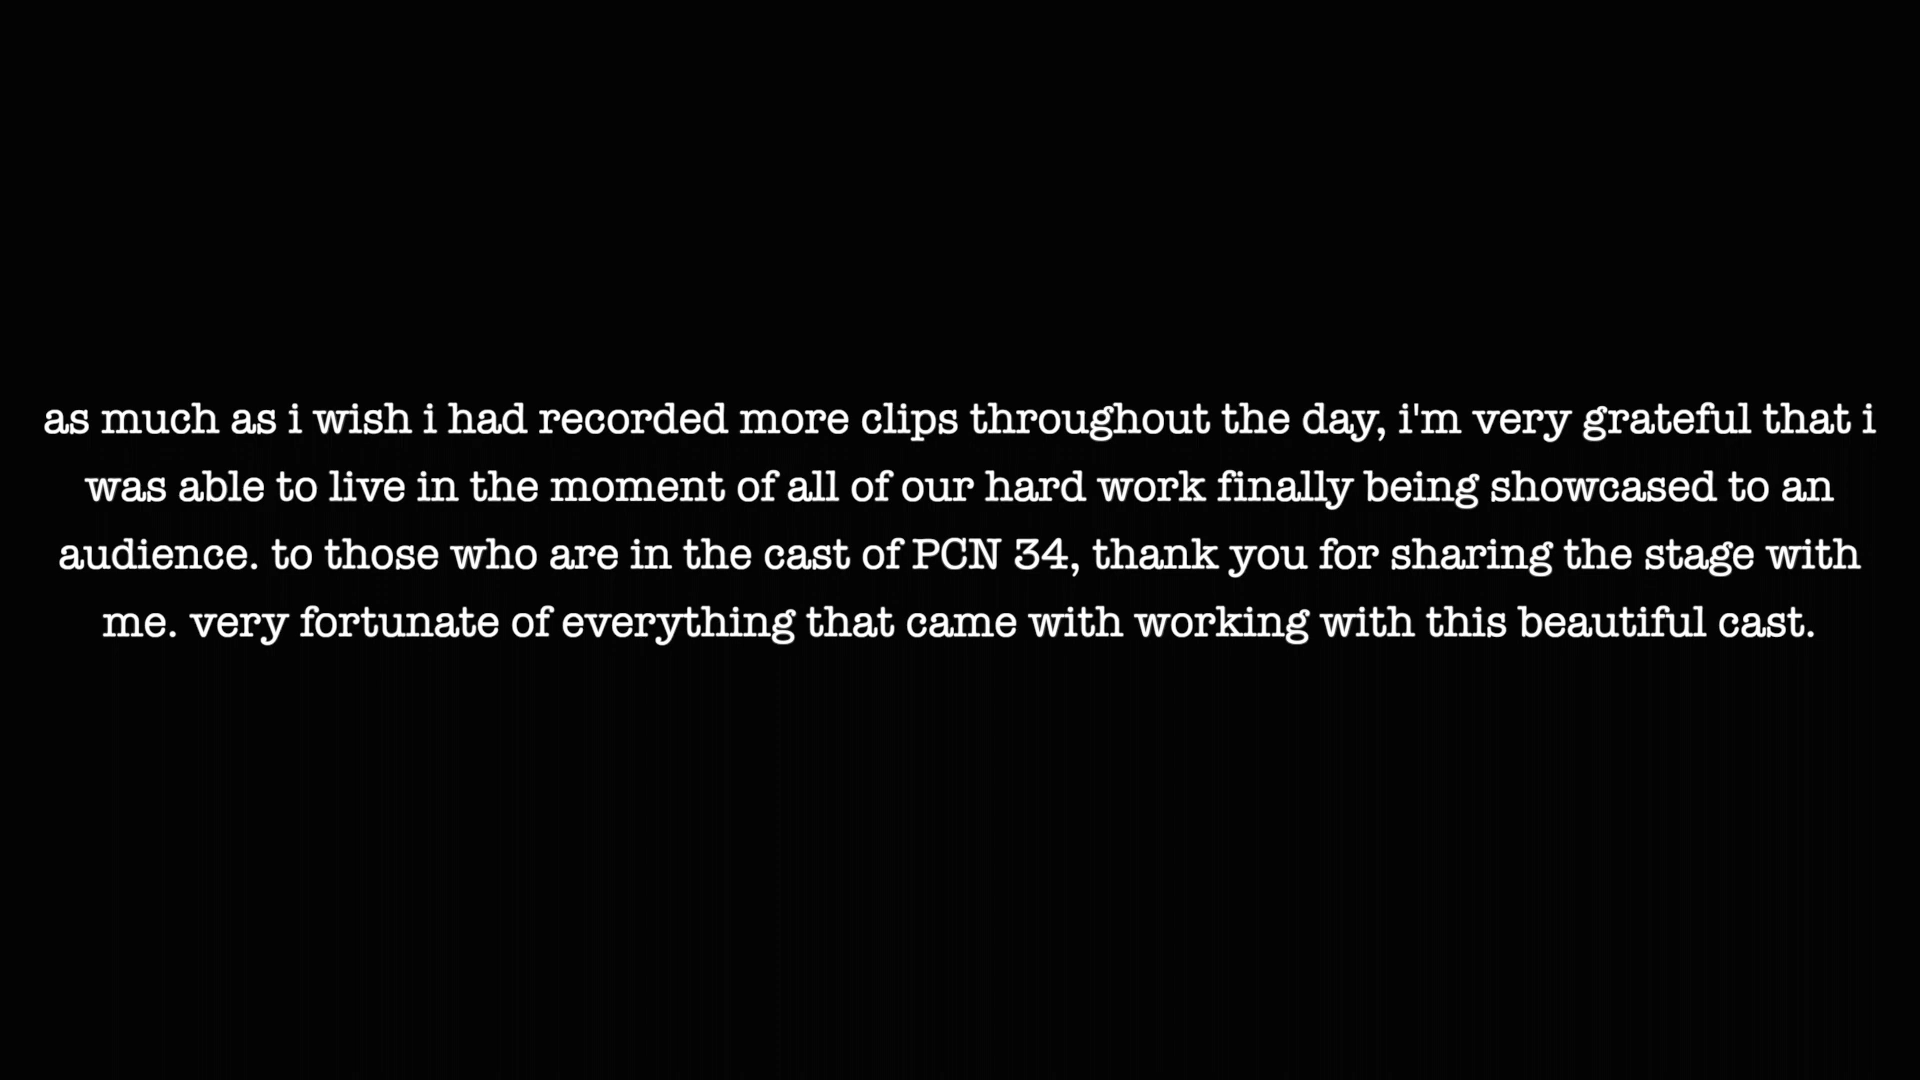 as much as i wish i had recorded more clips throughout the day, i'm very grateful that i
was able to live in the moment of all of our hard work finally being showcased to an
audience. to those who are in the cast of PCN 34, thank you for sharing the stage with
me. very fortunate of everything that came with working with this beautiful cast.